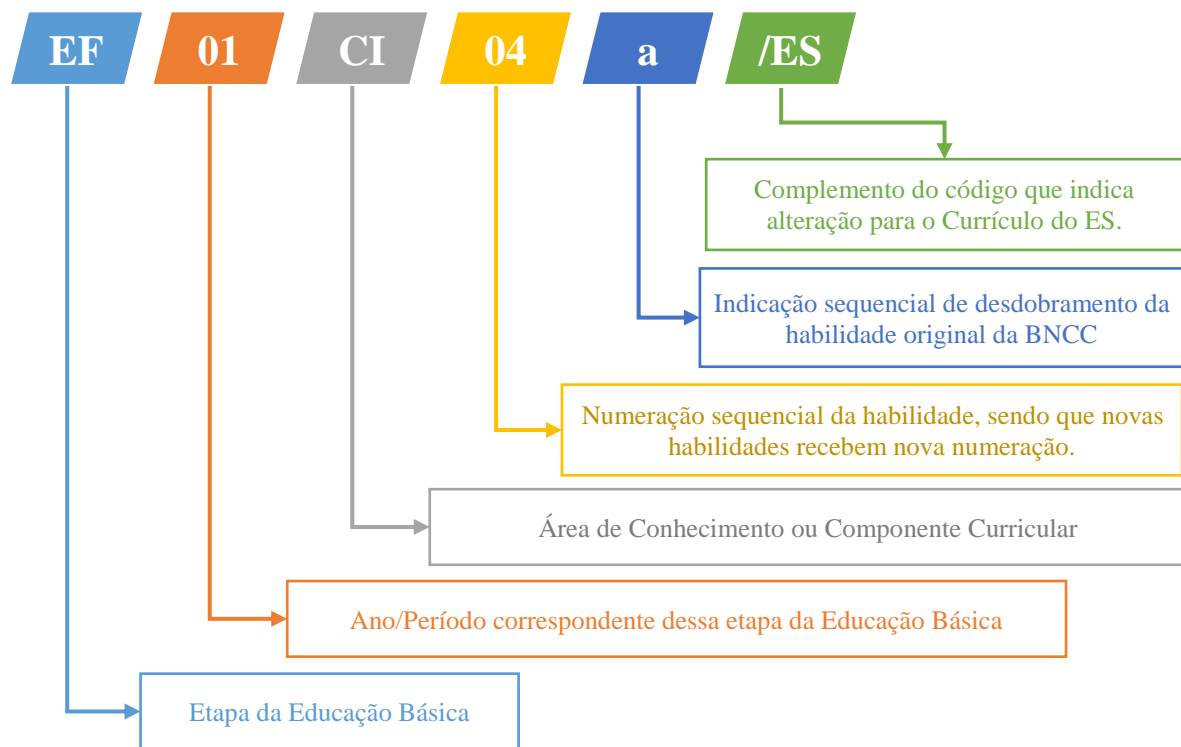 EF 01 CI 04 a /ES
Complemento do código que indica
alteração para o Currículo do ES.
Indicação sequencial de desdobramento da
habilidade original da BNCC
Numeração sequencial da habilidade, sendo que novas
habilidades recebem nova numeração.
Área de Conhecimento ou Componente Curricular
Ano/Período correspondente dessa etapa da Educação Básica
Etapa da Educação Básica